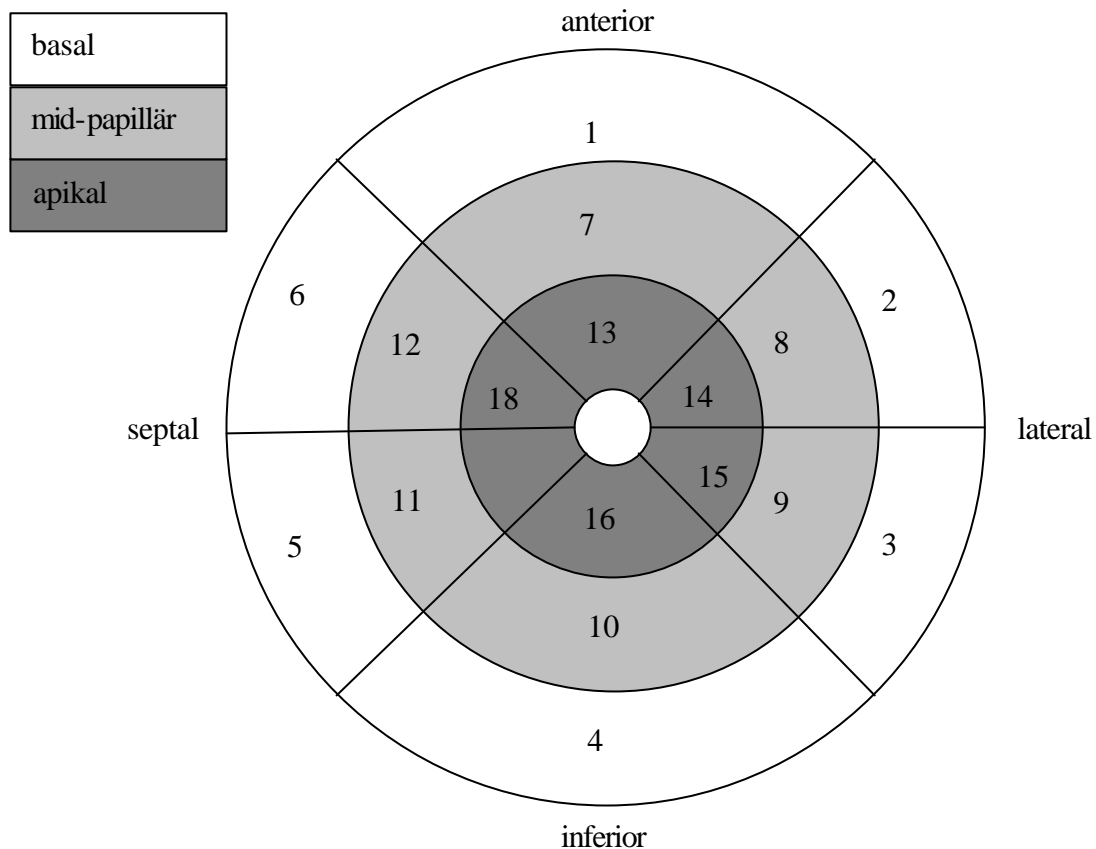 basal
mid-papillär
apikal
anterior
1
7
6
2
12
13
8
18
14
septal
lateral
11
15
9
5
16
3
10
4
inferior